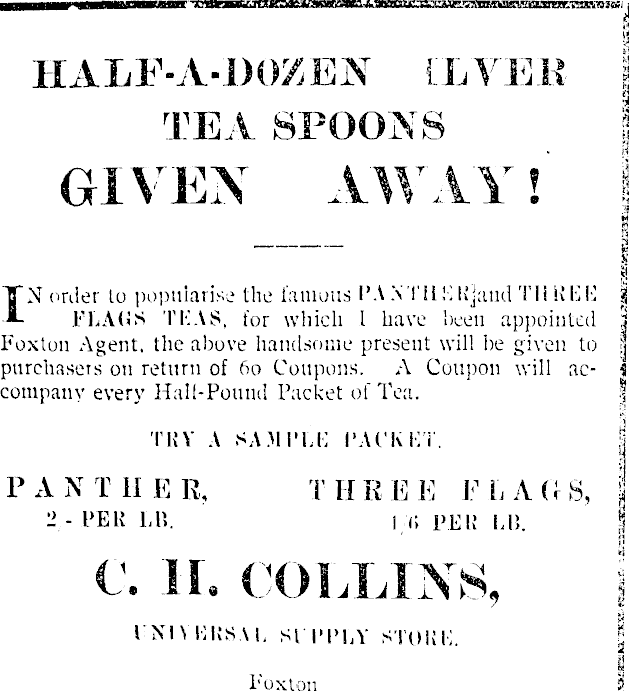 HALF-A-DOZEN ILVER
TEA SPOONS
GIVEN AWAY!
IN order to popularise the famous PANTHER and THREE
FLAGS TEAS, for which I have been appointed
Foxton Agent, the above handsome present will be given to
purchasers on return of 60 Coupons. A Coupon will ac-
company every Half-Pound Packet of Tea.
TRY A SAMPLE PACKET.
PANTHER, THREE FLAGS,
2/- PER LB. 1/6 PER LB.
C. H. COLLINS,
UNIVERSAL SUPPLY STORE.
Foxton